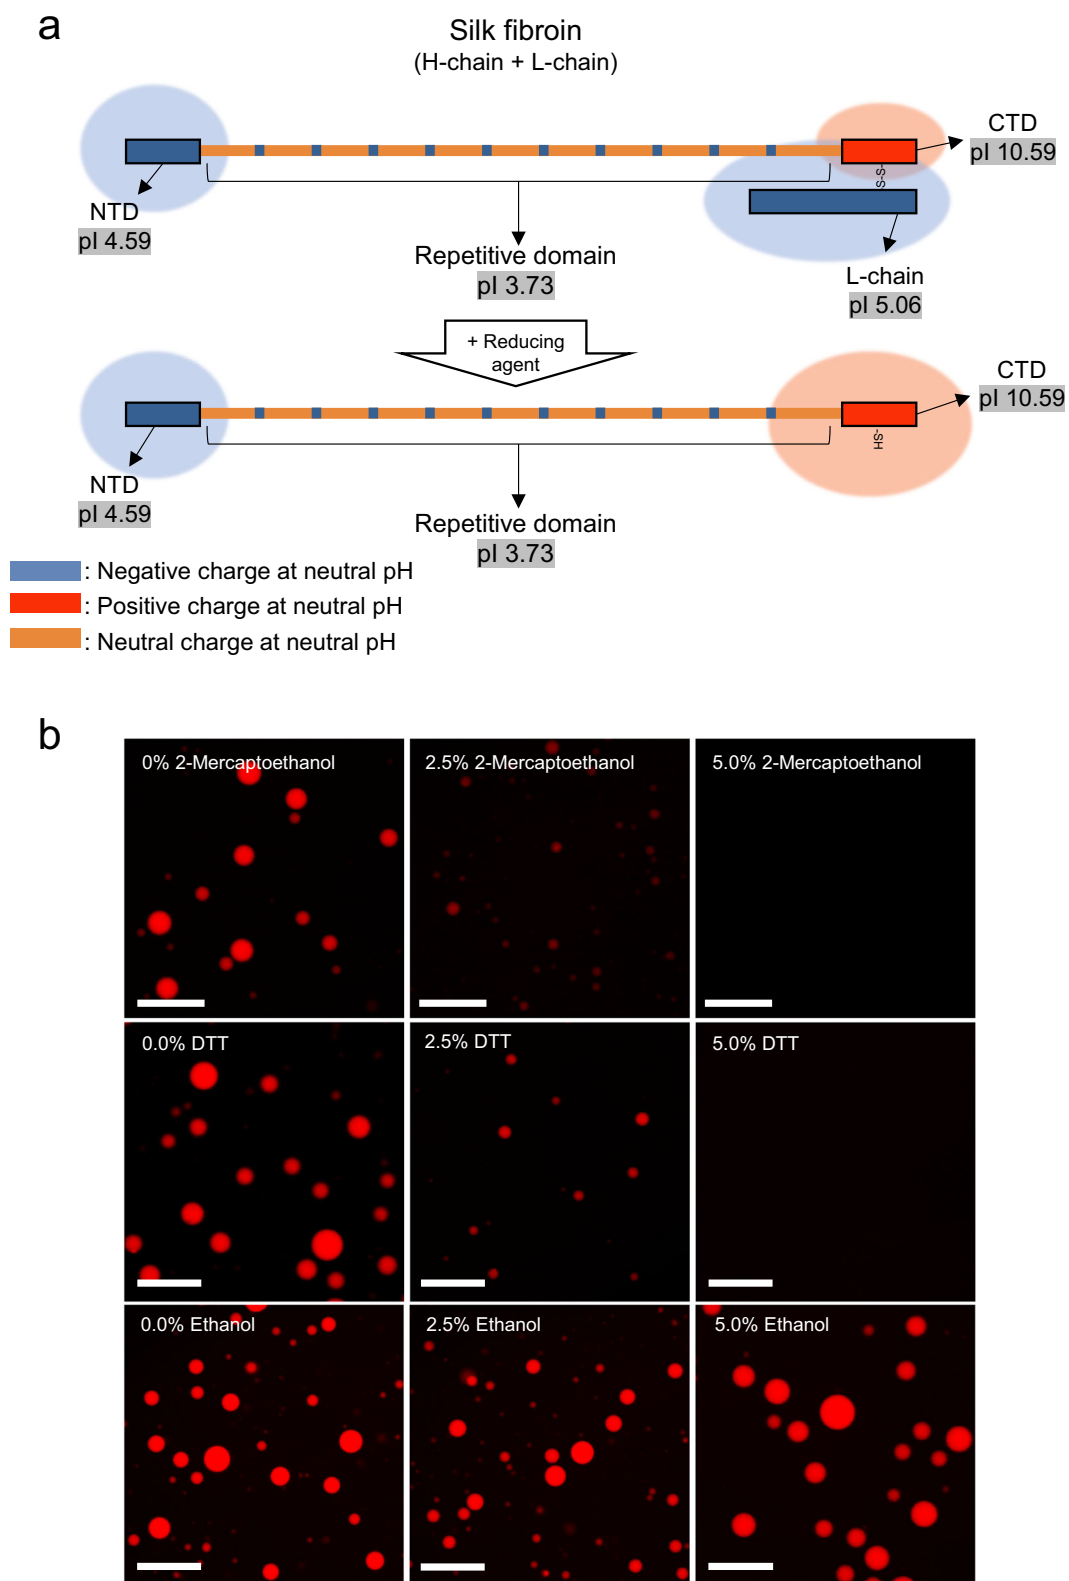 a
Silk fibroin
(H-chain + L-chain)
CTD
pI 10.59
-S-S-
NTD
pI 4.59
Repetitive domain
pI 3.73
L-chain
pI 5.06
+ Reducing
agent
CTD
pI 10.59
-SH
NTD
pI 4.59
Repetitive domain
pI 3.73
: Negative charge at neutral pH
: Positive charge at neutral pH
: Neutral charge at neutral pH
b
0% 2-Mercaptoethanol
2.5% 2-Mercaptoethanol
5.0% 2-Mercaptoethanol
0.0% DTT
2.5% DTT
5.0% DTT
0.0% Ethanol
2.5% Ethanol
5.0% Ethanol